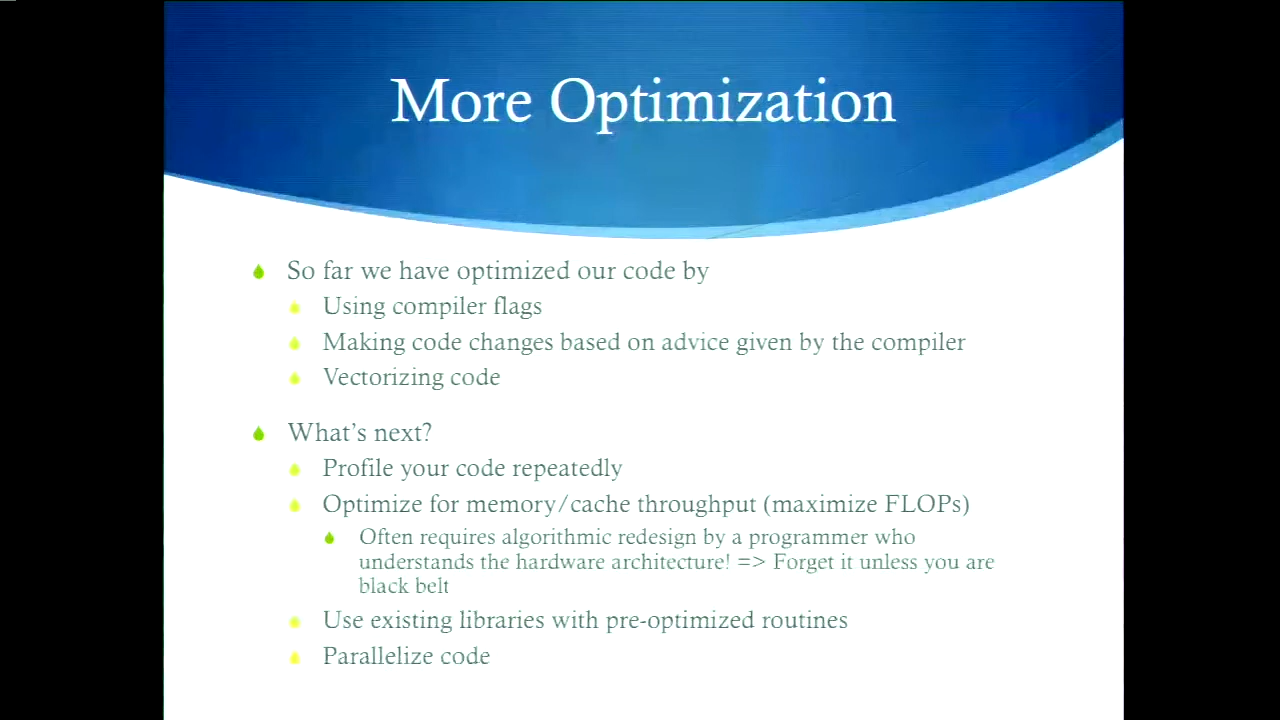 More Optimization
So far we have optimized our code by
Using compiler flags
Making code changes based on advice given by the compiler
Vectorizing code
What's next?
Profile your code repeatedly
Optimize for memory/cache throughput (maximize FLOPs)
Often requires algorithmic redesign by a programmer who
understands the hardware architecture! => Forget it unless you are
black belt
Use existing libraries with pre-optimized routines
Parallelize code